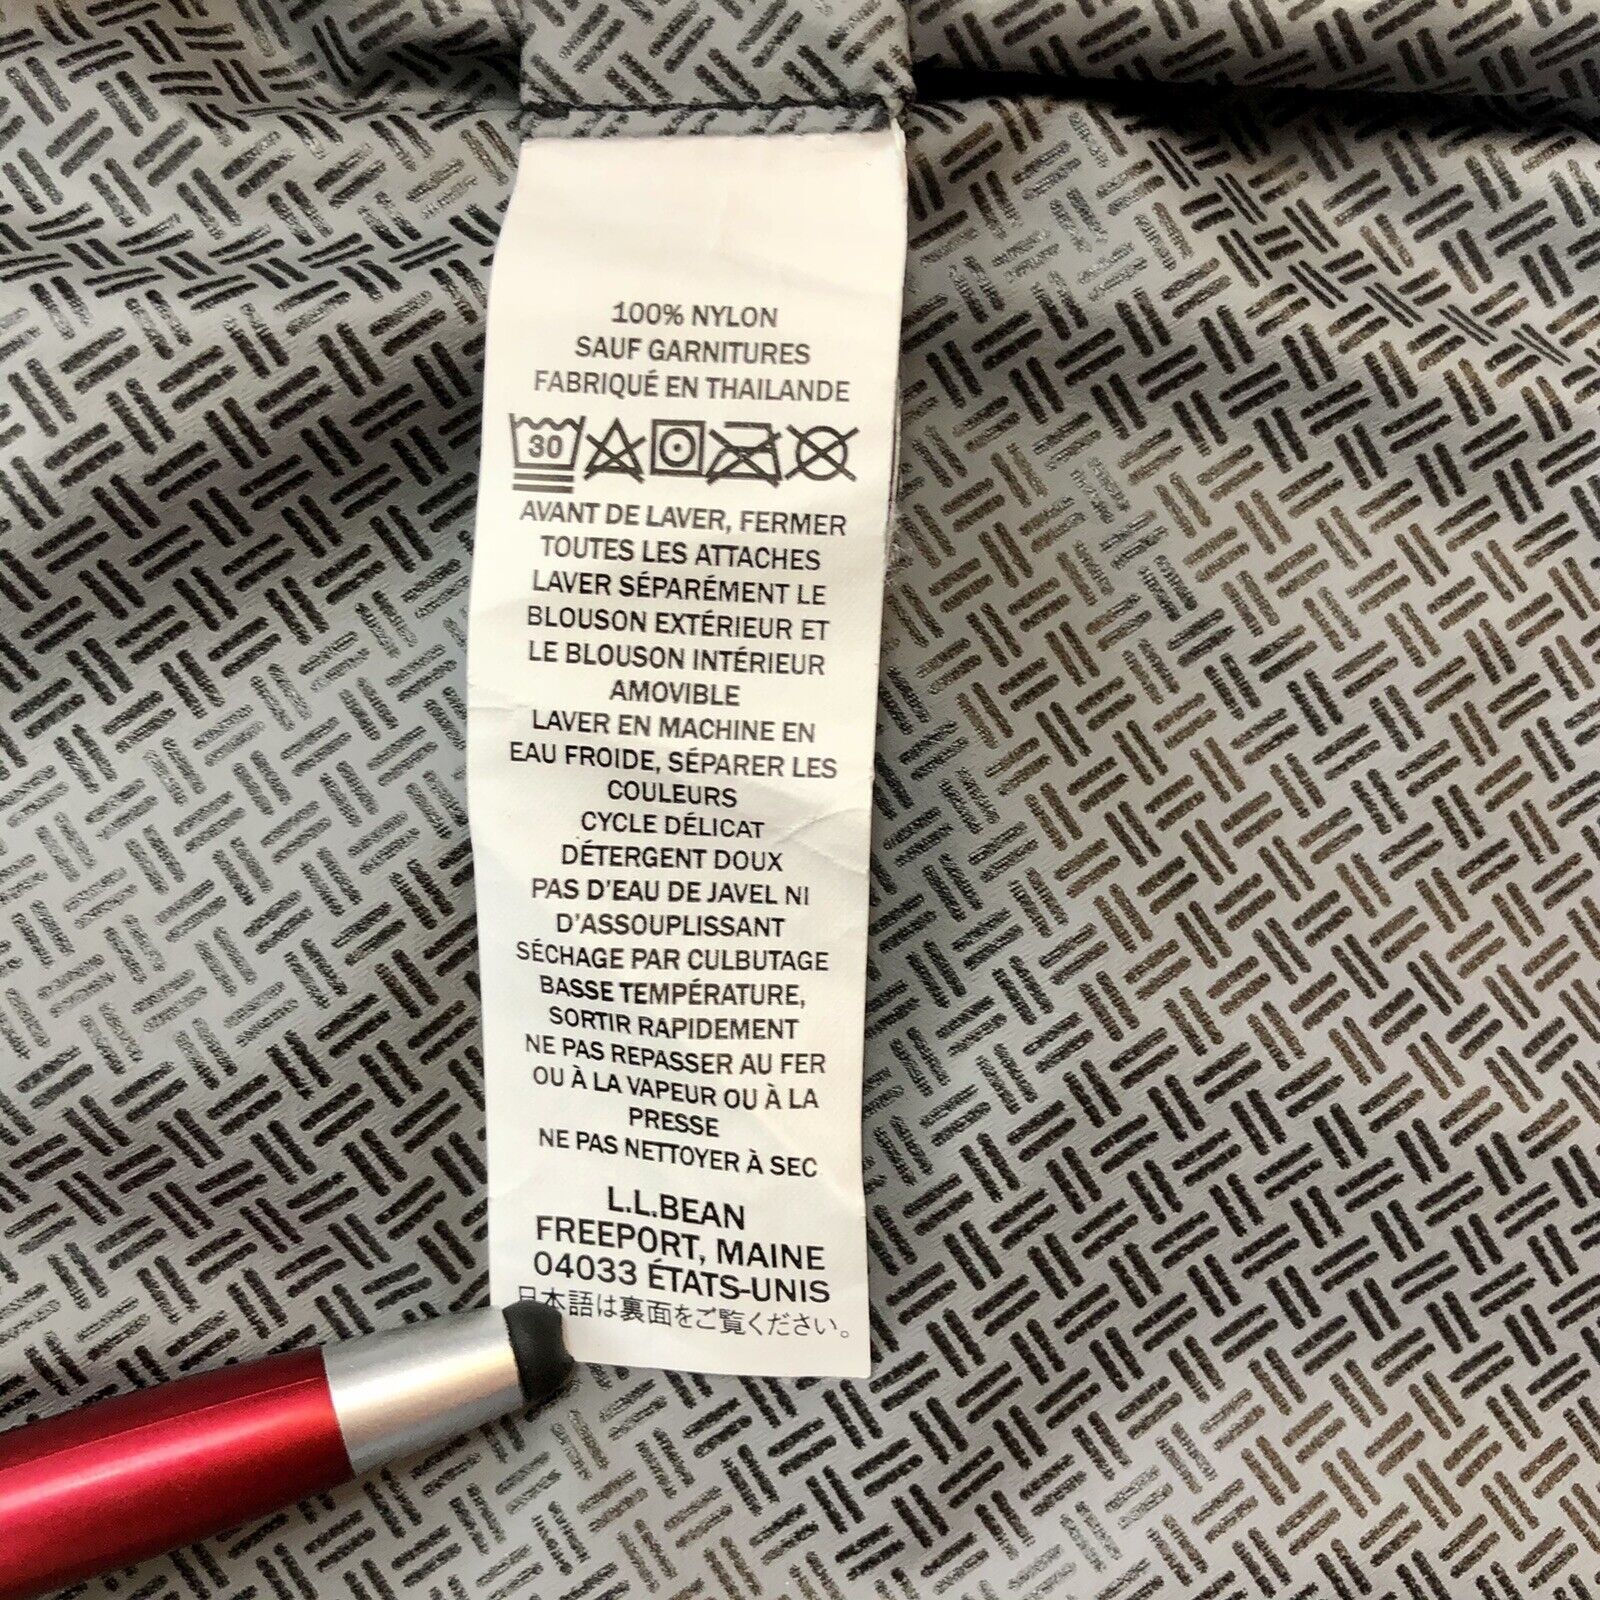 100% NYLON
SAUF GARNITURES
FABRIQUÉ EN THAILANDE
30
AVANT DE LAVER, FERMER
TOUTES LES ATTACHES
LAVER SÉPARÉMENT LE
BLOUSON EXTÉRIEUR ET
LE BLOUSON INTÉRIEUR
AMOVIBLE
LAVER EN MACHINE EN
EAU FROIDE, SÉPARER LES
COULEURS
CYCLE DÉLICAT
DÉTERGENT DOUX
PAS D'EAU DE JAVEL NI
D'ASSOUPLISSANT
SÉCHAGE PAR CULBUTAGE
BASSE TEMPÉRATURE,
SORTIR RAPIDEMENT
NE PAS REPASSER AU FER
OU À LA VAPEUR OU À LA
PRESSE
NE PAS NETTOYER À SEC
L.L.BEAN
FREEPORT, MAINE
04033 ÉTATS-UNIS
日本語は裏面をご覧ください。